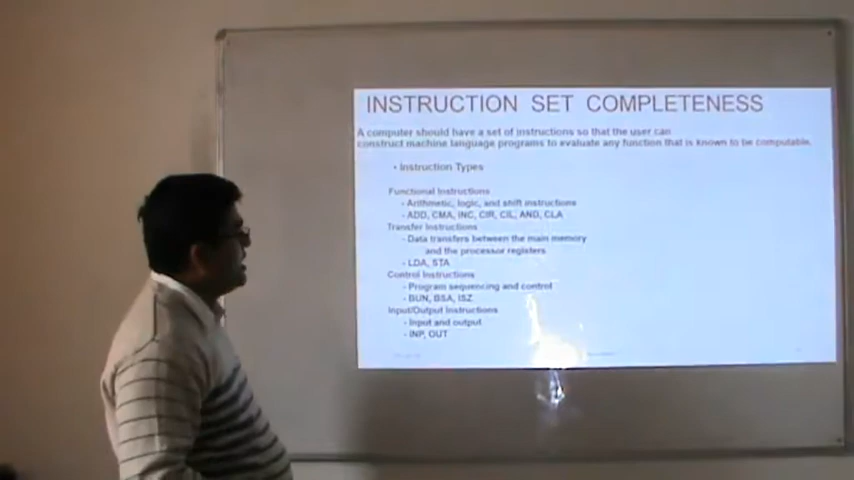 INSTRUCTION SET COMPLETENESS
A computer should have a set of instructions so that the user can
construct machine language programs to evaluate any function that is known to be computable.
• Instruction Types
Functional Instructions
- Arithmetic, logic, and shift instructions
- ADD, CMA, INC, CIR, CIL, AND, CLA
Transfer Instructions
- Data transfers between the main memory
and the processor registers
- LDA, STA
Control Instructions
- Program sequencing and control
- BUN, BSA, ISZ
Input/Output Instructions
- Input and output
- INP, OUT